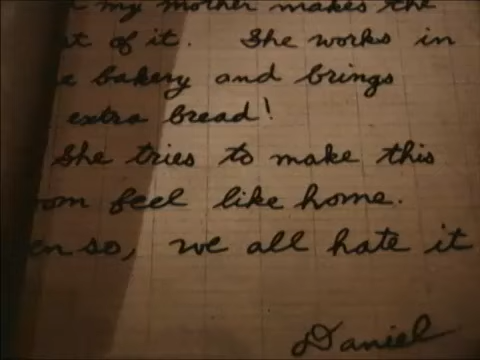 my mother makes the
of it. She works in
bakery and brings
extra bread!
She tries to make this
feel like home.
so, we all hate it
Daniel